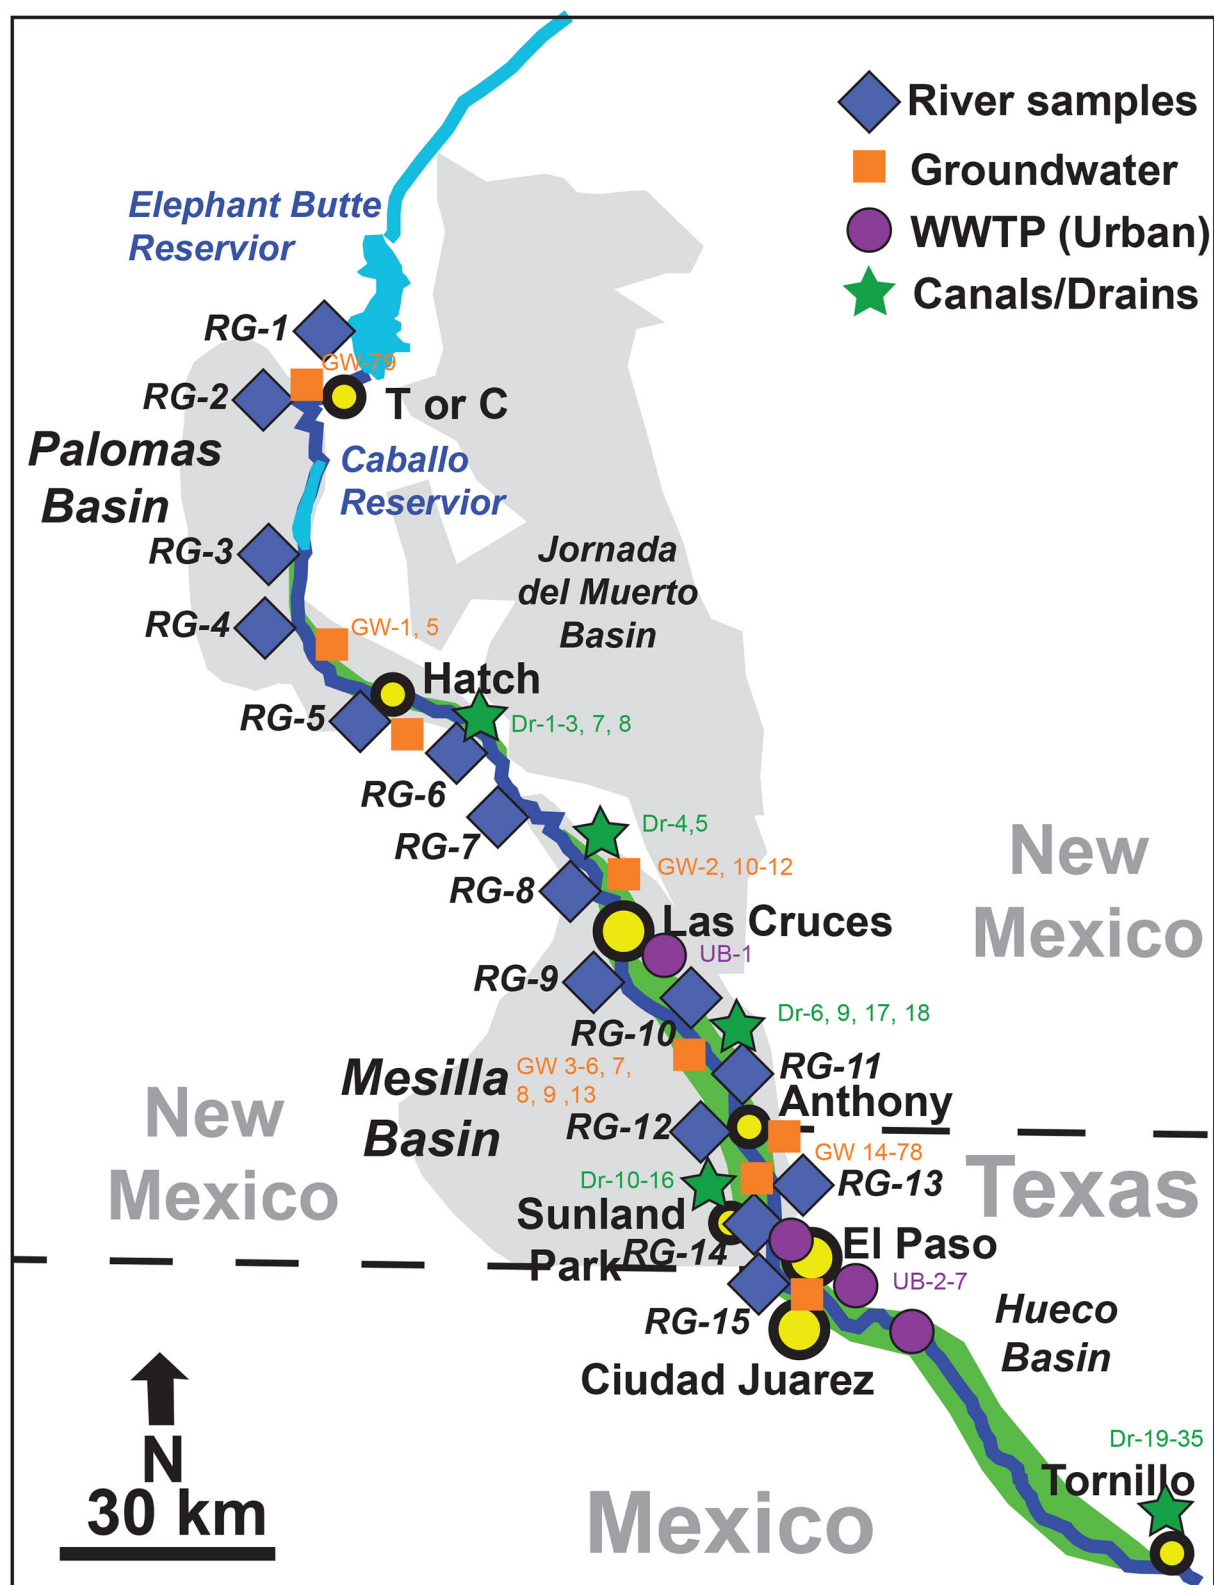 River samples
Groundwater
WWTP (Urban)
Canals/Drains
Elephant Butte
Reservior
RG-1
GW-79
RG-2
T or C
Palomas
Basin
Caballo
Reservior
RG-3
Jornada
del Muerto
Basin
RG-4
GW-1, 5
Hatch
RG-5
Dr-1-3, 7, 8
RG-6
RG-7
Dr-4,5
GW-2, 10-12
RG-8
New
Mexico
Las Cruces
UB-1
RG-9
RG-10
Dr-6, 9, 17, 18
Mesilla
Basin
GW 3-6, 7,
8, 9 ,13
RG-11
Anthony
New
Mexico
RG-12
GW 14-78
Texas
Dr-10-16
RG-13
Sunland
Park
RG-14
El Paso
UB-2-7
RG-15
Hueco
Basin
Ciudad Juarez
N
30 km
Mexico
Dr-19-35
Tornillo